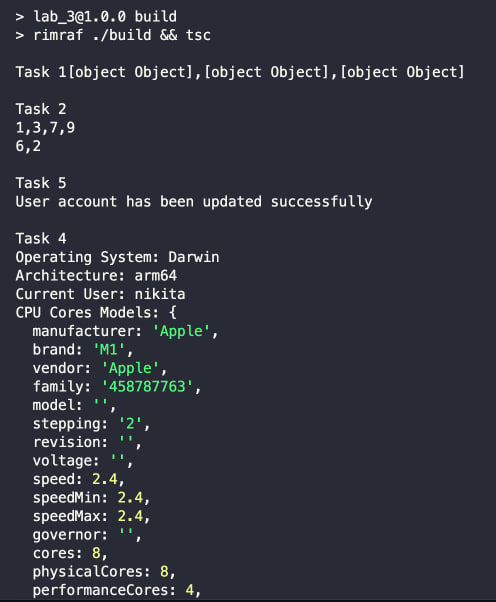 > lab_3@1.0.0 build
> rimraf ./build && tsc
Task 1[object Object],[object Object],[object Object]
Task 2
1,3,7,9
6,2
Task 5
User account has been updated successfully
Task 4
Operating System: Darwin
Architecture: arm64
Current User: nikita
CPU Cores Models: {
  manufacturer: 'Apple',
  brand: 'M1',
  vendor: 'Apple',
  family: '458787763',
  model: '',
  stepping: '2',
  revision: '',
  voltage: '',
  speed: 2.4,
  speedMin: 2.4,
  speedMax: 2.4,
  governor: '',
  cores: 8,
  physicalCores: 8,
  performanceCores: 4,